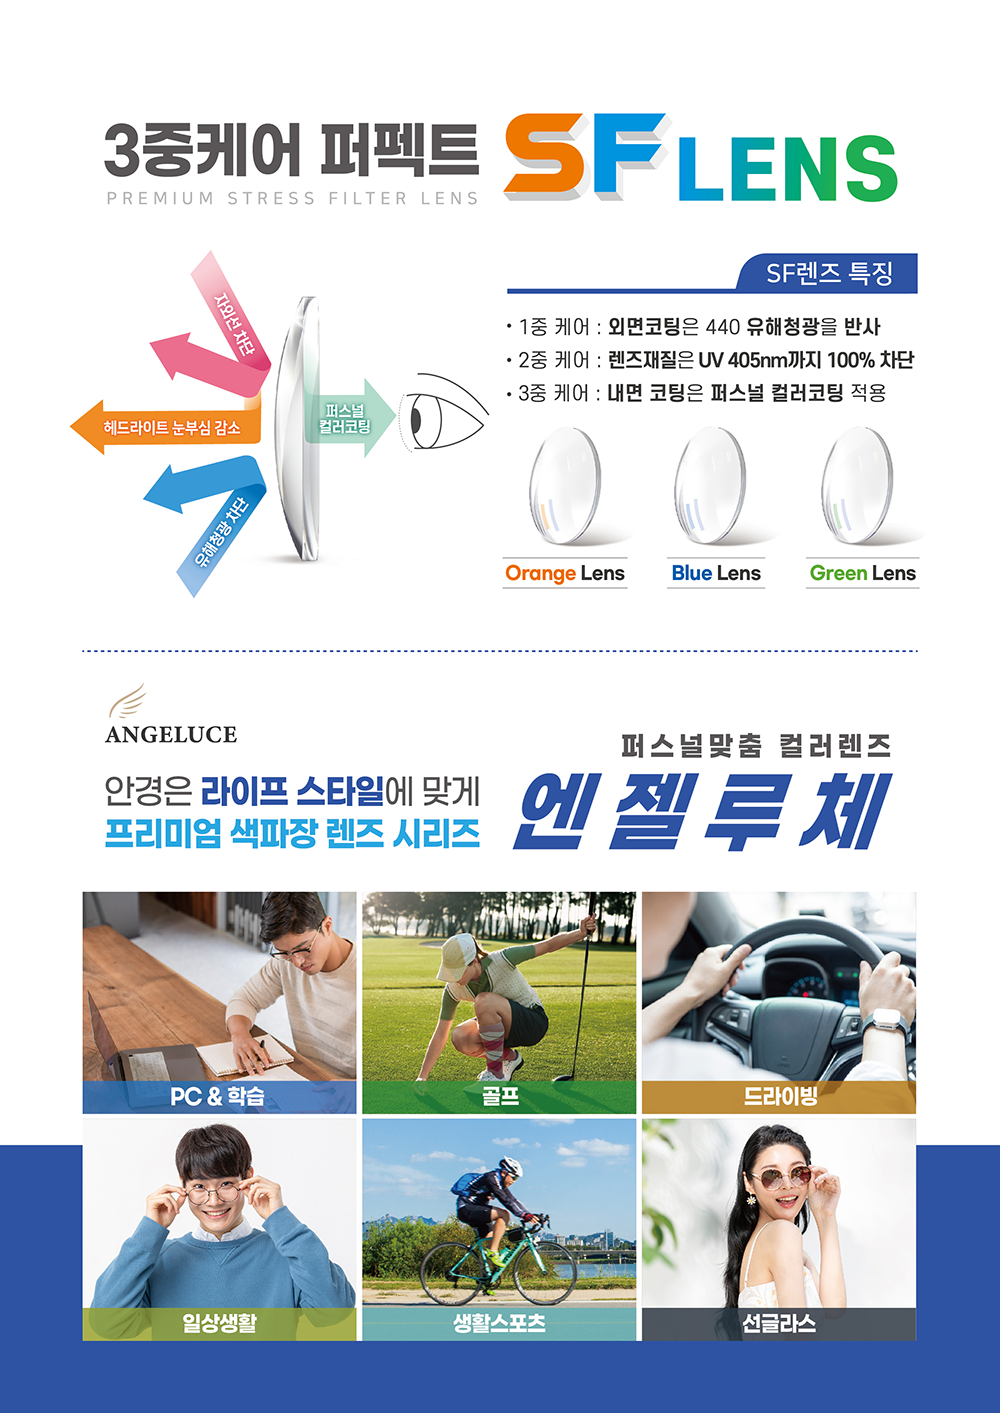 3중케어 퍼펙트 SF LENS
PREMIUM STRESS FILTER LENS
자외선 차단
헤드라이트 눈부심 감소
유해청광 차단
퍼스널
컬러코팅
SF렌즈 특징
• 1중 케어 : 외면코팅은 440 유해청광을 반사
• 2중 케어 : 렌즈재질은 UV 405nm까지 100% 차단
• 3중 케어 : 내면 코팅은 퍼스널 컬러코팅 적용
Orange Lens
Blue Lens
Green Lens
ANGELUCE
안경은 라이프 스타일에 맞게
프리미엄 색파장 렌즈 시리즈
퍼스널맞춤 컬러렌즈
엔젤루체
PC & 학습
골프
드라이빙
일상생활
생활스포츠
선글라스